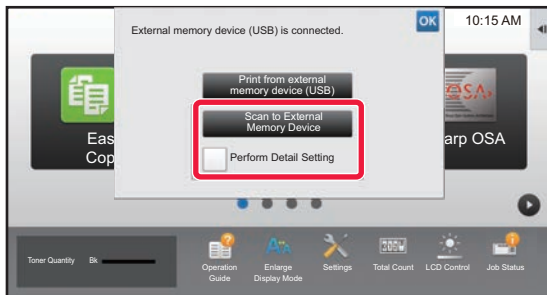 External memory device (USB) is connected.
OK
10:15 AM
Print from external
memory device (USB)
Scan to External
Memory Device
Perform Detail Setting
Eas
Cop
OSA
arp OSA
Toner Quantity
Bk
Operation
Guide
Enlarge
Display Mode
Settings
Total Count
LCD Control
Job Status